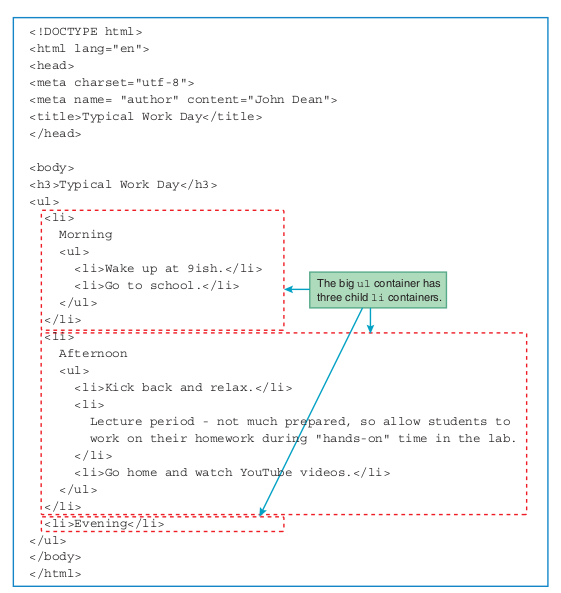 <!DOCTYPE html>
<html lang="en">
<head>
<meta charset="utf-8">
<meta name= "author" content="John Dean">
<title>Typical Work Day</title>
</head>
<body>
<h3>Typical Work Day</h3>
<ul>
<li>
Morning
<ul>
<li>Wake up at 9ish.</li>
<li>Go to school.</li>
</ul>
</li>
The big ul container has
three child li containers.
<li>
Afternoon
<ul>
<li>Kick back and relax.</li>
<li>
Lecture period - not much prepared, so allow students to
work on their homework during "hands-on" time in the lab.
</li>
<li>Go home and watch YouTube videos.</li>
</ul>
</li>
<li>Evening</li>
</ul>
</body>
</html>